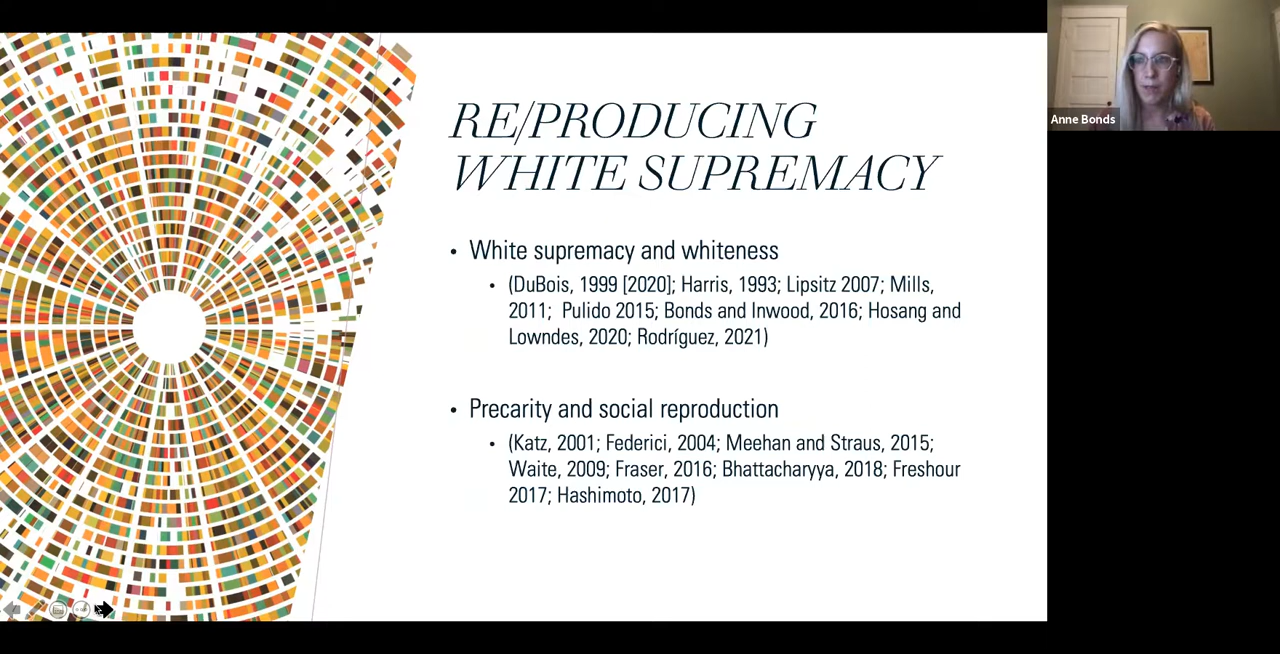 RE/PRODUCING
WHITE SUPREMACY
• White supremacy and whiteness
• (DuBois, 1999 [2020]; Harris, 1993; Lipsitz 2007; Mills,
2011; Pulido 2015; Bonds and Inwood, 2016; Hosang and
Lowndes, 2020; Rodríguez, 2021)
• Precarity and social reproduction
• (Katz, 2001; Federici, 2004; Meehan and Straus, 2015;
Waite, 2009; Fraser, 2016; Bhattacharyya, 2018; Freshour
2017; Hashimoto, 2017)
Anne Bonds